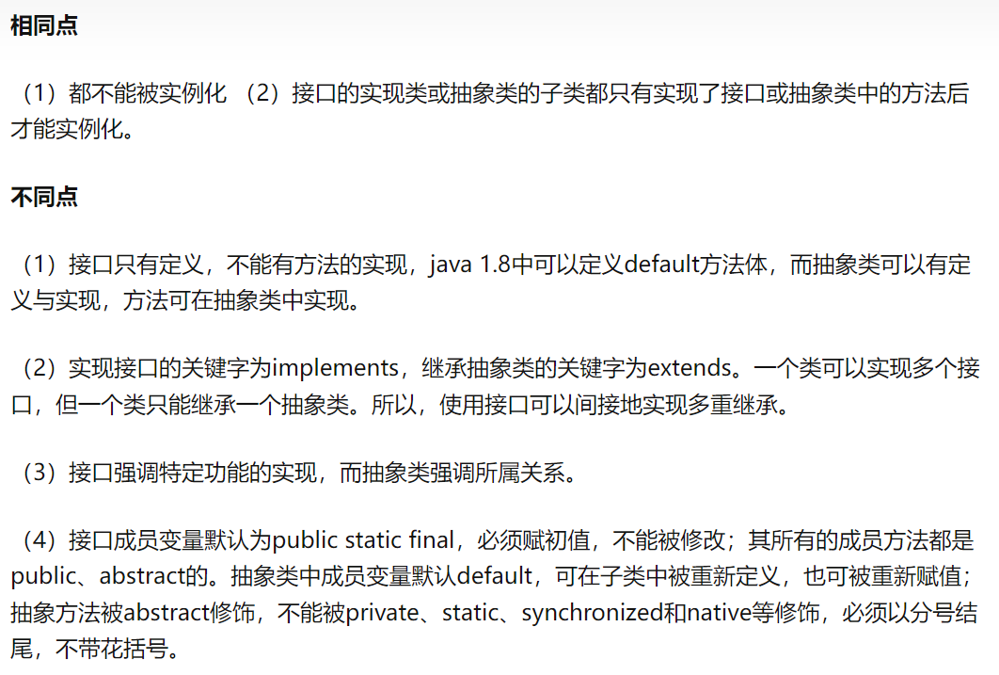 相同点
（1）都不能被实例化 （2）接口的实现类或抽象类的子类都只有实现了接口或抽象类中的方法后
才能实例化。
不同点
（1）接口只有定义，不能有方法的实现，java 1.8中可以定义default方法体，而抽象类可以有定
义与实现，方法可在抽象类中实现。
（2）实现接口的关键字为implements，继承抽象类的关键字为extends。一个类可以实现多个接
口，但一个类只能继承一个抽象类。所以，使用接口可以间接地实现多重继承。
（3）接口强调特定功能的实现，而抽象类强调所属关系。
（4）接口成员变量默认为public static final，必须赋初值，不能被修改；其所有的成员方法都是
public、abstract的。抽象类中成员变量默认default，可在子类中被重新定义，也可被重新赋值；
抽象方法被abstract修饰，不能被private、static、synchronized和native等修饰，必须以分号结
尾，不带花括号。